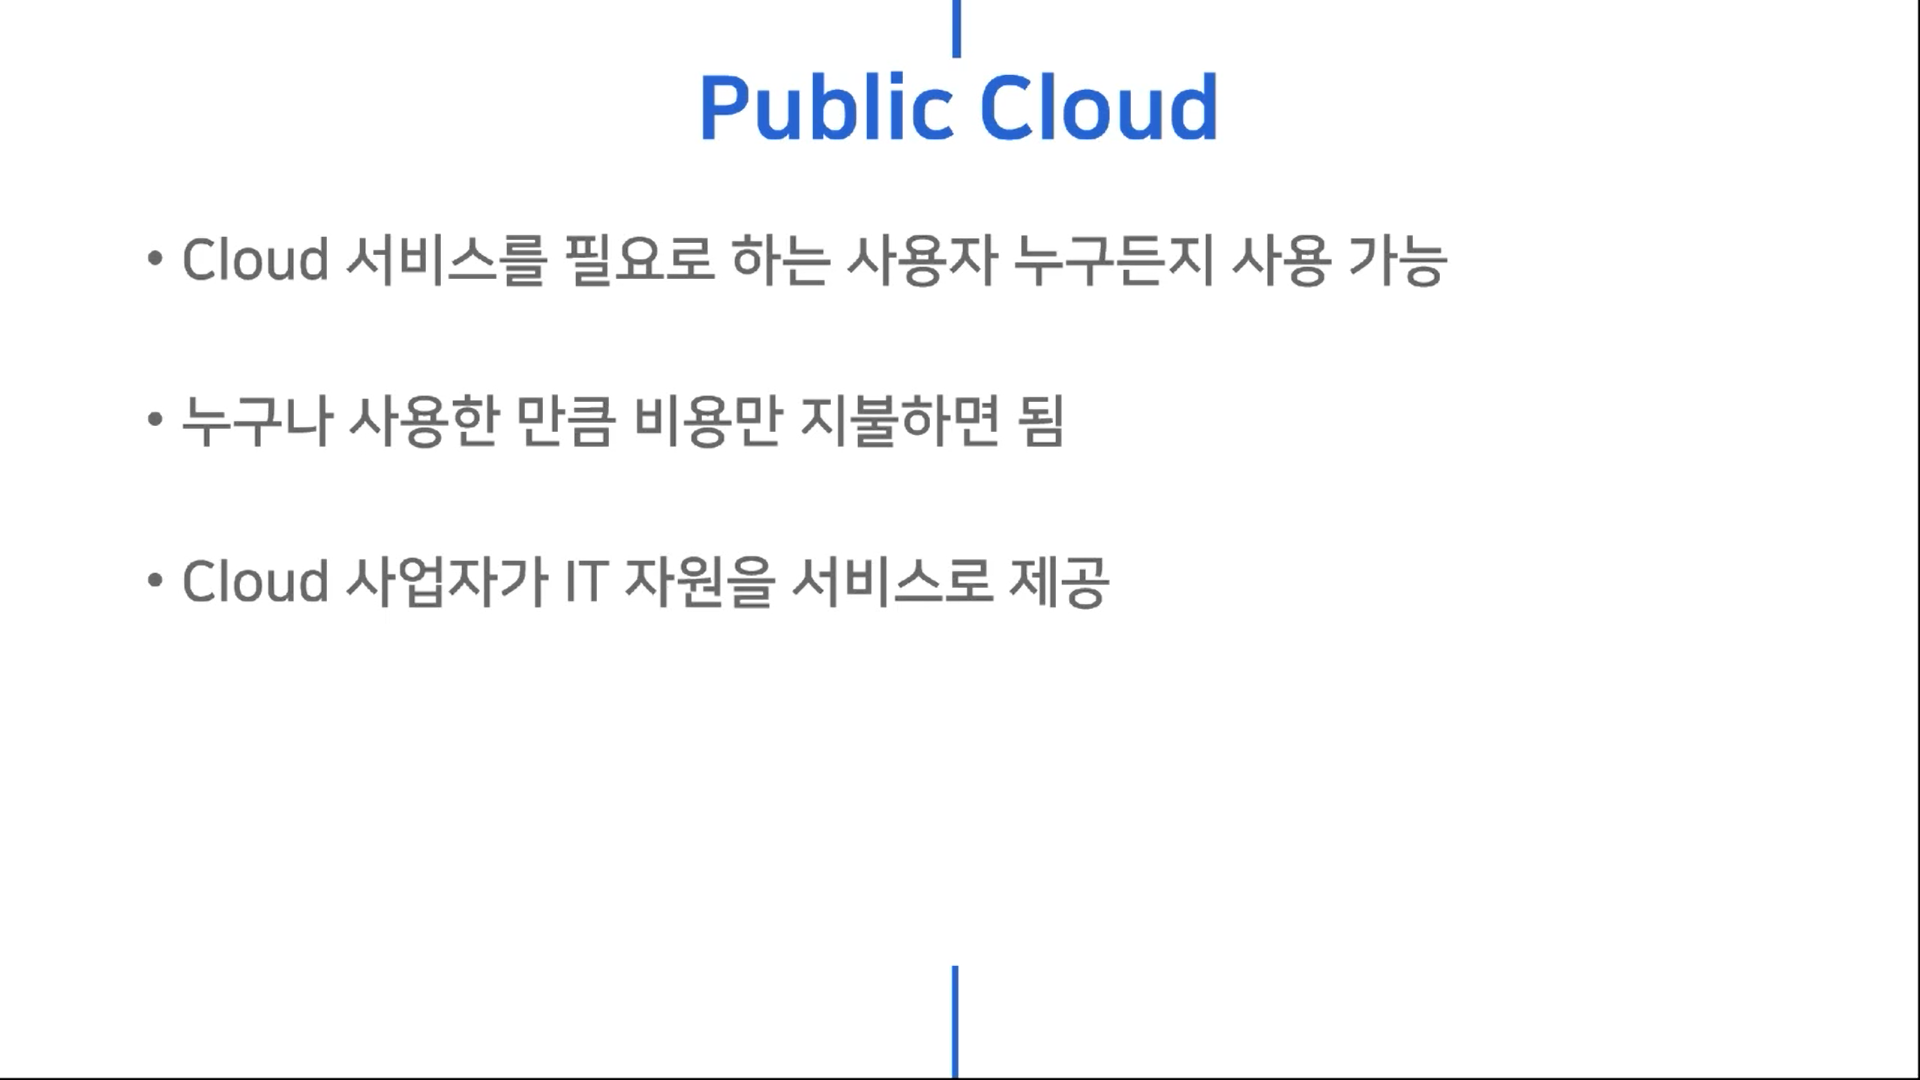 Public Cloud
• Cloud 서비스를 필요로 하는 사용자 누구든지 사용 가능
• 누구나 사용한 만큼 비용만 지불하면 됨
• Cloud 사업자가 IT 자원을 서비스로 제공